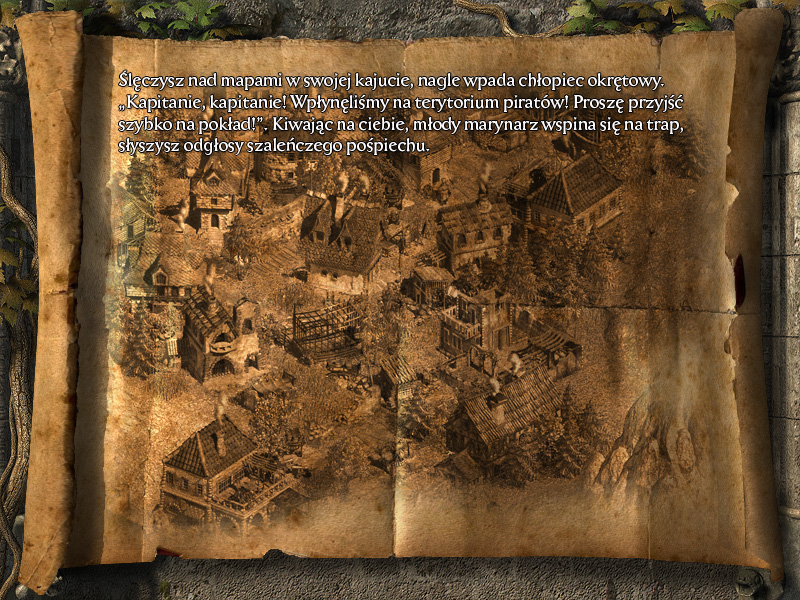 Ślęczysz nad mapami w swojej kajucie, nagle wpada chłopiec okrętowy.
„Kapitanie, kapitanie! Wpłynęliśmy na terytorium piratów! Proszę przyjść
szybko na pokład!”. Kiwając na ciebie, młody marynarz wspina się na trap,
słyszysz odgłosy szaleńczego pośpiechu.